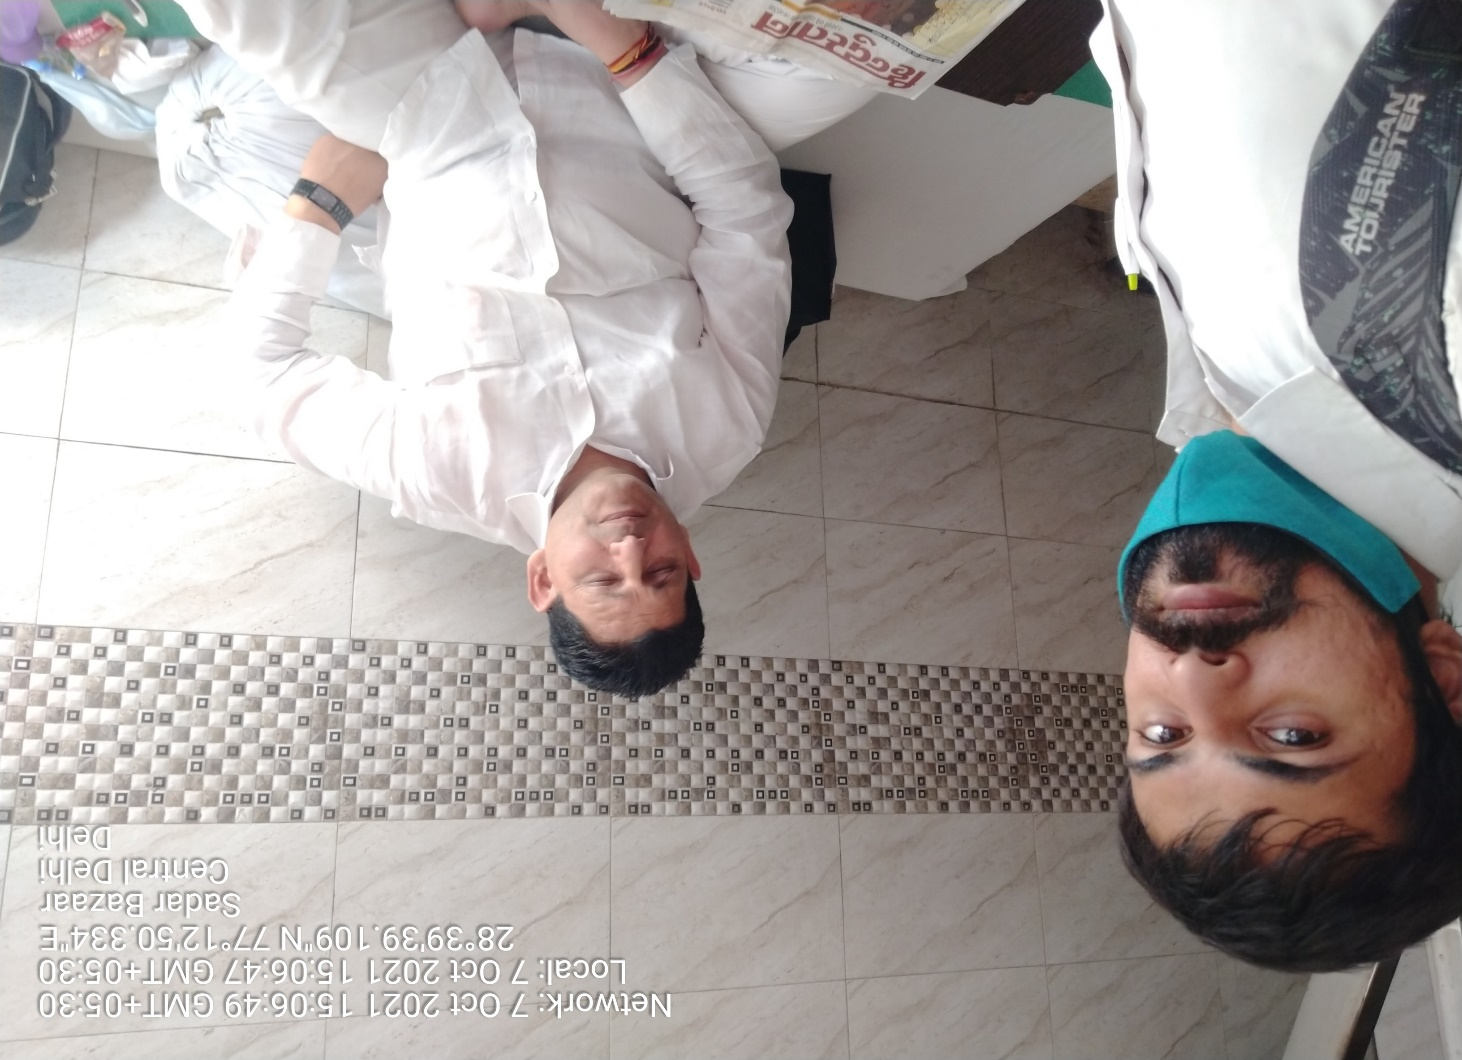 Network: 7 Oct 2021 15:06:49 GMT+05:30
Local: 7 Oct 2021 15:06:47 GMT+05:30
28°39'39.109"N 77°12'50.334"E
Sadar Bazaar
Central Delhi
Delhi
AMERICAN
TOURISTER
हिन्दुस्तान